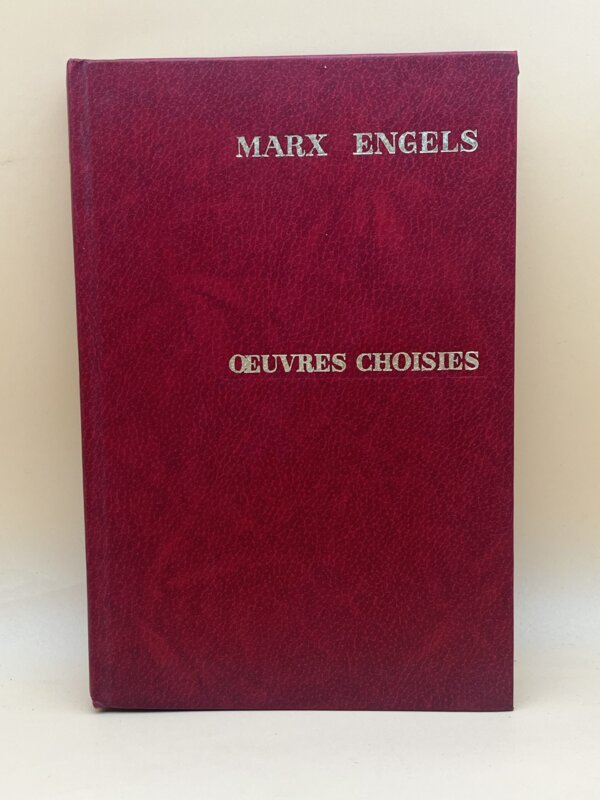 MARX ENGELS
ŒUVRES CHOISIES